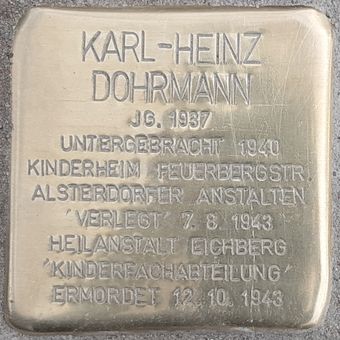 KARL-HEINZ
DOHRMANN
JG. 1937
UNTERGEBRACHT 1940
KINDERHEIM FEUERBERGSTR.
ALSTERDORFER ANSTALTEN
'VERLEGT' 7. 8. 1943
HEILANSTALT EICHBERG
'KINDERFACHABTEILUNG'
ERMORDET 12. 10. 1943